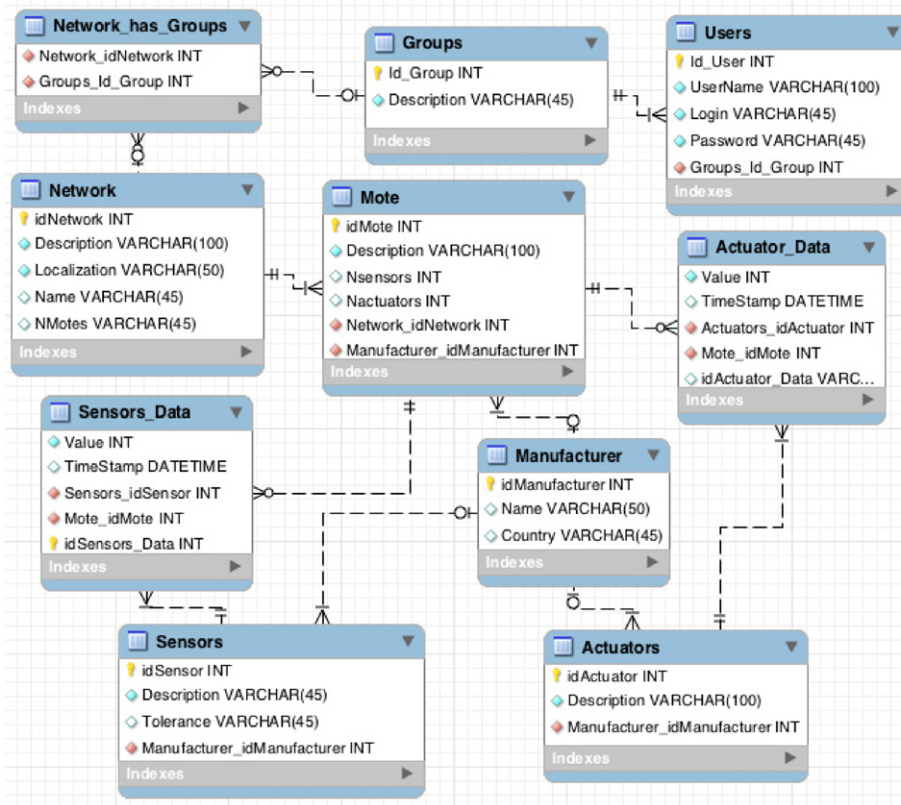 Network_has_Groups
Network_idNetwork INT
Groups_Id_Group INT
Indexes
Groups
Id_Group INT
Description VARCHAR(45)
Indexes
Users
Id_User INT
UserName VARCHAR(100)
Login VARCHAR(45)
Password VARCHAR(45)
Groups_Id_Group INT
Indexes
Network
idNetwork INT
Description VARCHAR(100)
Localization VARCHAR(50)
Name VARCHAR(45)
NMotes VARCHAR(45)
Indexes
Mote
idMote INT
Description VARCHAR(100)
Nsensors INT
Nactuators INT
Network_idNetwork INT
Manufacturer_idManufacturer INT
Indexes
Actuator_Data
Value INT
TimeStamp DATETIME
Actuators_idActuator INT
Mote_idMote INT
idActuator_Data VARC...
Indexes
Sensors_Data
Value INT
TimeStamp DATETIME
Sensors_idSensor INT
Mote_idMote INT
idSensors_Data INT
Indexes
Manufacturer
idManufacturer INT
Name VARCHAR(50)
Country VARCHAR(45)
Indexes
Sensors
idSensor INT
Description VARCHAR(45)
Tolerance VARCHAR(45)
Manufacturer_idManufacturer INT
Indexes
Actuators
idActuator INT
Description VARCHAR(100)
Manufacturer_idManufacturer INT
Indexes